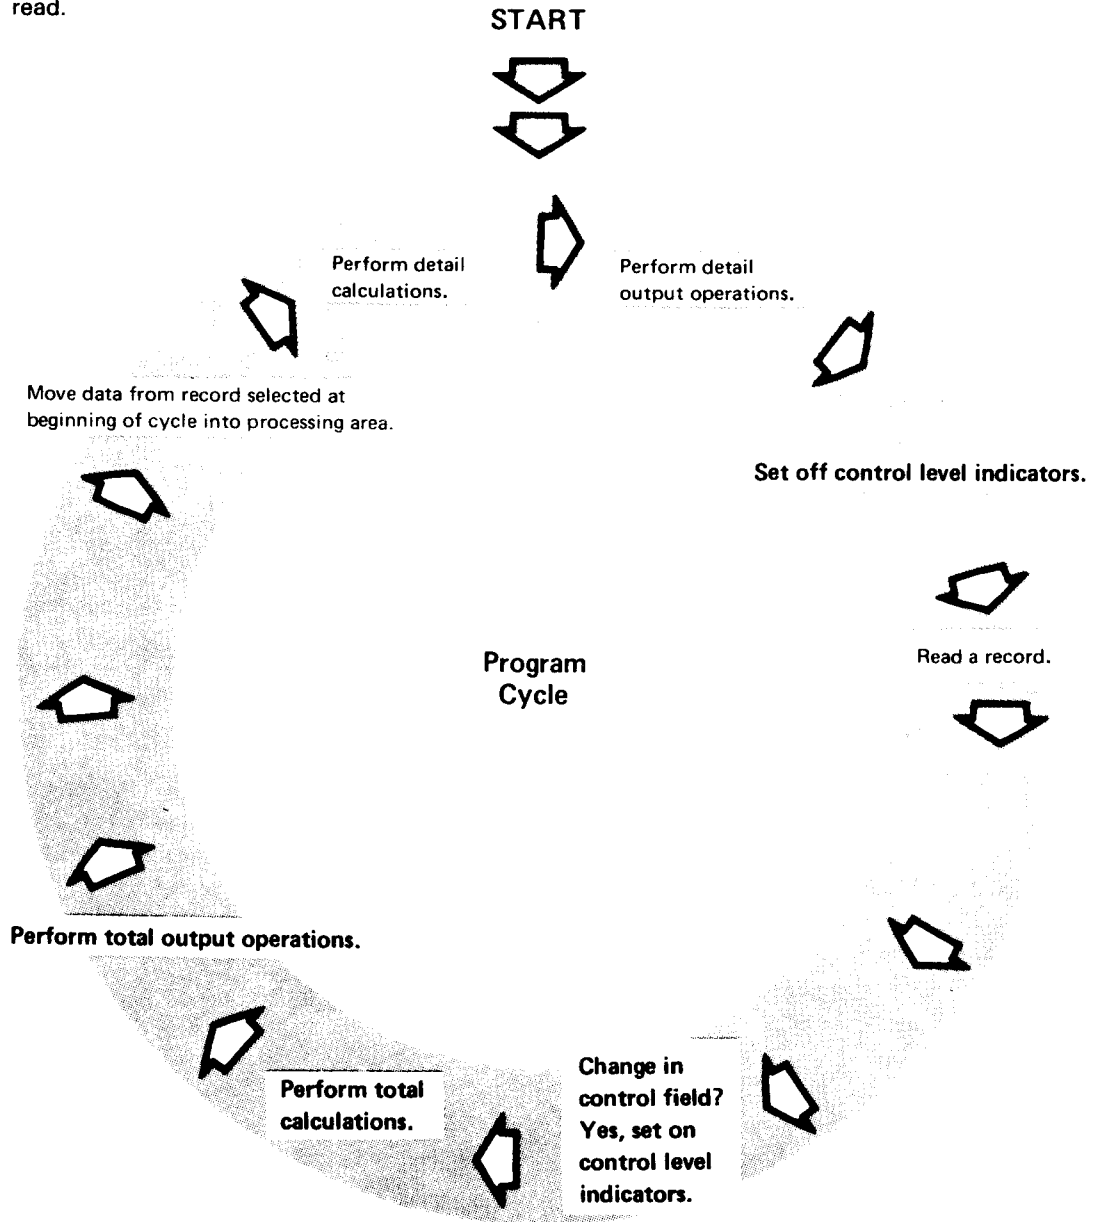 read.
START
Perform detail
calculations.
Perform detail
output operations.
Move data from record selected at
beginning of cycle into processing area.
Set off control level indicators.
Read a record.
Program
Cycle
Perform total output operations.
Change in
control field?
Yes, set on
control level
indicators.
Perform total
calculations.